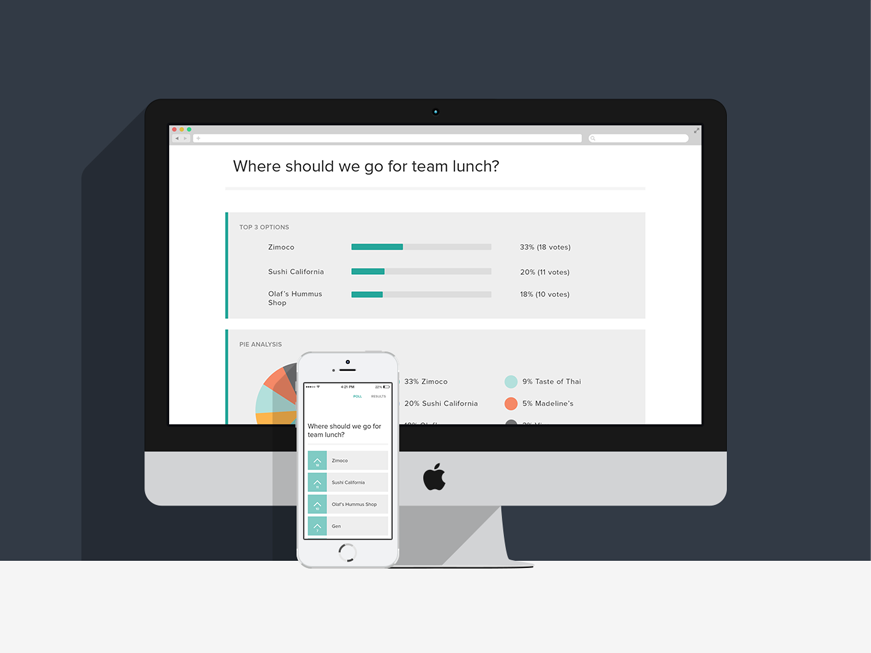 Where should we go for team lunch?
TOP 3 OPTIONS
Zimoco
33% (18 votes)
Sushi California
20% (11 votes)
Olaf's Hummus
Shop
18% (10 votes)
PIE ANALYSIS
33% Zimoco
9% Taste of Thai
20% Sushi California
5% Madeline's
4:21 PM
POLL
RESULTS
Where should we go for
team lunch?
Zimoco
Sushi California
Olaf's Hummus Shop
Gen